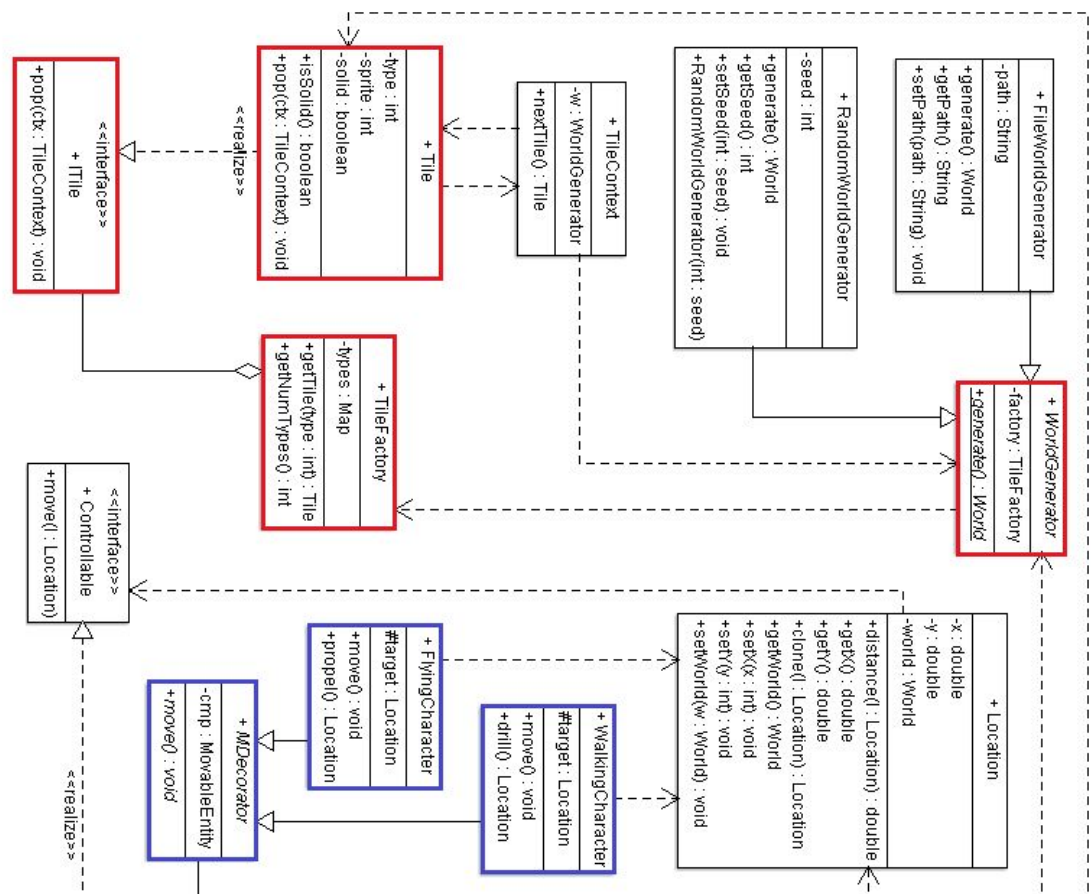 + FileWorldGenerator
-path : String
+generate() : World
+getPath() : String
+setPath(path : String) : void
+ RandomWorldGenerator
-seed : int
+generate() : World
+getSeed() : int
+setSeed(int : seed) : void
+RandomWorldGenerator(int : seed)
+ WorldGenerator
-factory : TileFactory
+generate() : World
+ TileContext
-w : WorldGenerator
+nextTile() : Tile
+ Tile
-type : int
-sprite : int
-solid : boolean
+isSolid() : boolean
+pop(ctx : TileContext) : void
<<realize>>
<<interface>>
+ ITile
+pop(ctx : TileContext) : void
+ TileFactory
-types : Map
+getTile(type : int) : Tile
+getNumTypes() : int
+ Location
-x : double
-y : double
-world : World
+distance(l : Location) : double
+getX() : double
+getY() : double
+clone(l : Location) : Location
+getWorld() : World
+setX(x : int) : void
+setY(y : int) : void
+setWorld(w : World) : void
+ WalkingCharacter
#target : Location
+move() : void
+drill() : Location
+ FlyingCharacter
#target : Location
+move() : void
+propel() : Location
+ MDecorator
-cmp : MovableEntity
+move() : void
<<interface>>
+ Controllable
+move(l : Location)
<<realize>>